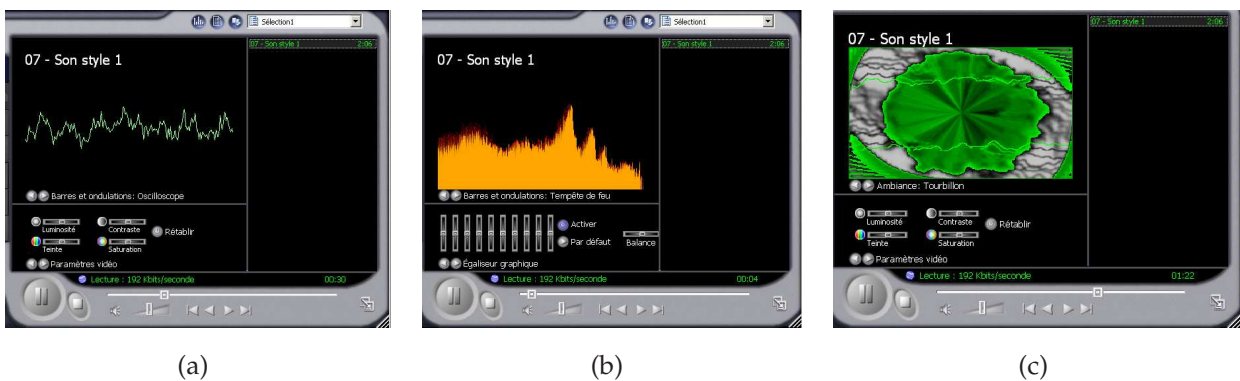 Sélection1
07 - Son style 1 2:06
07 - Son style 1
Barres et ondulations: Oscilloscope
Luminosité
Contraste
Rétablir
Teinte
Saturation
Paramètres vidéo
Lecture : 192 Kbits/seconde 00:30
(a)
Sélection1
07 - Son style 1 2:06
07 - Son style 1
Barres et ondulations: Tempête de feu
Activer
Par défaut
Balance
Égaliseur graphique
Lecture : 192 Kbits/seconde 00:04
(b)
07 - Son style 1 2:06
07 - Son style 1
Ambiance: Tourbillon
Luminosité
Contraste
Rétablir
Teinte
Saturation
Paramètres vidéo
Lecture : 192 Kbits/seconde 01:22
(c)